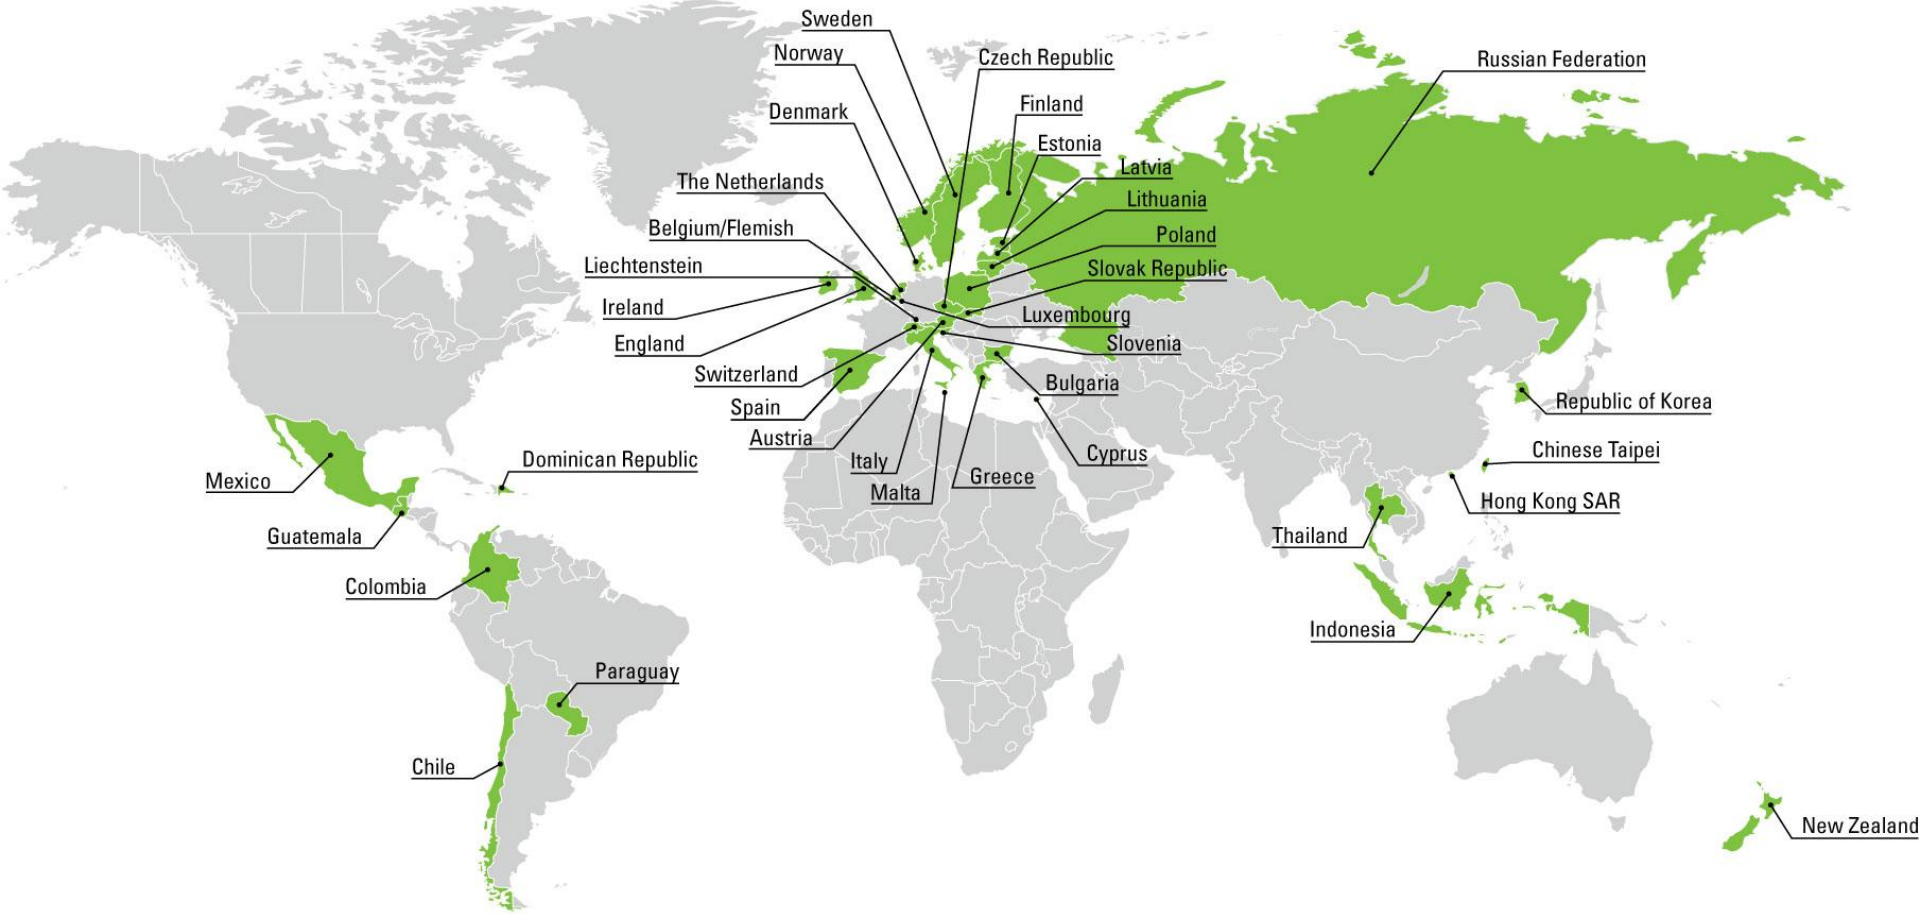 Sweden
Norway
Czech Republic
Russian Federation
Denmark
Finland
Estonia
Latvia
The Netherlands
Lithuania
Belgium/Flemish
Poland
Liechtenstein
Slovak Republic
Ireland
Luxembourg
England
Slovenia
Switzerland
Bulgaria
Spain
Republic of Korea
Austria
Italy
Cyprus
Chinese Taipei
Mexico
Dominican Republic
Malta
Greece
Hong Kong SAR
Guatemala
Thailand
Colombia
Indonesia
Paraguay
Chile
New Zealand